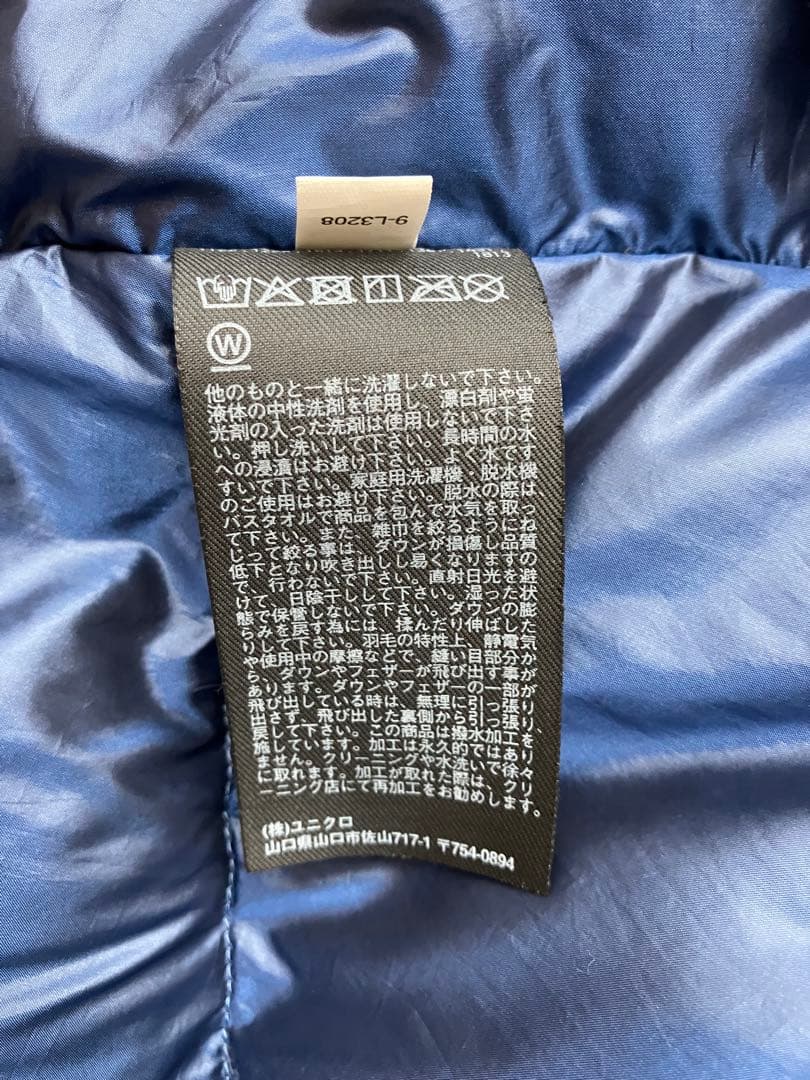 9-L3208
1813
W
他のものと一緒に洗濯しないで下さい。
液体の中性洗剤を使用し、漂白剤や蛍
光剤の入った洗剤は使用しないで下さ
い。押し洗いして下さい。長時間の水
への浸漬はお避け下さい。よく水です
すいで下さい。家庭用洗濯機・脱水機
のご使用はお避け下さい。脱水の際は、
バスタオルで商品を包んで水気を取っ
て下さい。また、雑巾を絞るようにね
じって絞る事は、ダウンが損傷し品質
低下となり吹き出しし易くなりますの
で、行わないで下さい。直射日光を避
けて、日陰干しして下さい。湿った状
態で保管しないで下さい。ダウンの膨
らみを戻す為には、揉んだり伸ばした
りして下さい。羽毛の特性上、静電気
や使用中の摩擦などで、縫い目部分か
らダウンやフェザーが飛び出す事が
あります。ダウンやフェザーの一部が
飛び出している時は、無理に引っ張り
出さず、飛び出した裏側から引っ張り、
戻して下さい。この商品は撥水加工を
施しています。加工は永久的ではあり
ません。クリーニングや水洗いで徐々
に取れます。加工が取れた際は、クリ
ーニング店にて再加工をお勧めします。
(株)ユニクロ
山口県山口市佐山717-1 〒754-0894